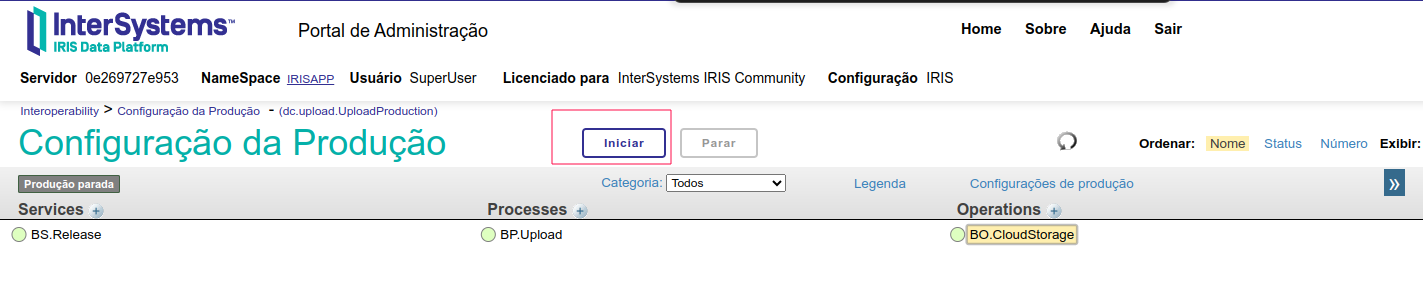 InterSystems™
IRIS Data Platform
Portal de Administração
Home Sobre Ajuda Sair
Servidor 0e269727e953 NameSpace IRISAPP Usuário SuperUser Licenciado para InterSystems IRIS Community Configuração IRIS
Interoperability > Configuração da Produção - (dc.upload.UploadProduction)
Configuração da Produção
Iniciar Parar
Ordenar: Nome Status Número Exibir:
Produção parada Categoria: Todos Legenda Configurações de produção »
Services + Processes + Operations +
BS.Release BP.Upload BO.CloudStorage